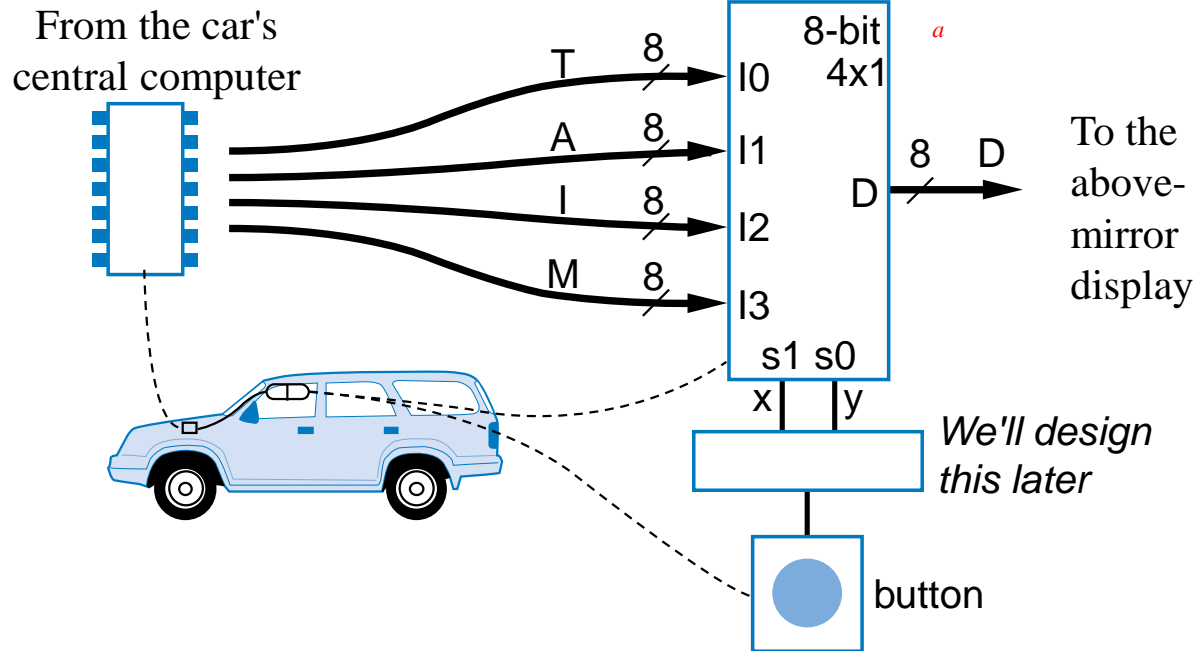 From the car's
central computer
T
8
A
8
I
8
M
8
8-bit
4x1
I0
I1
I2
I3
D
s1 s0
a
8 D
To the
above-
mirror
display
x
y
We'll design
this later
button